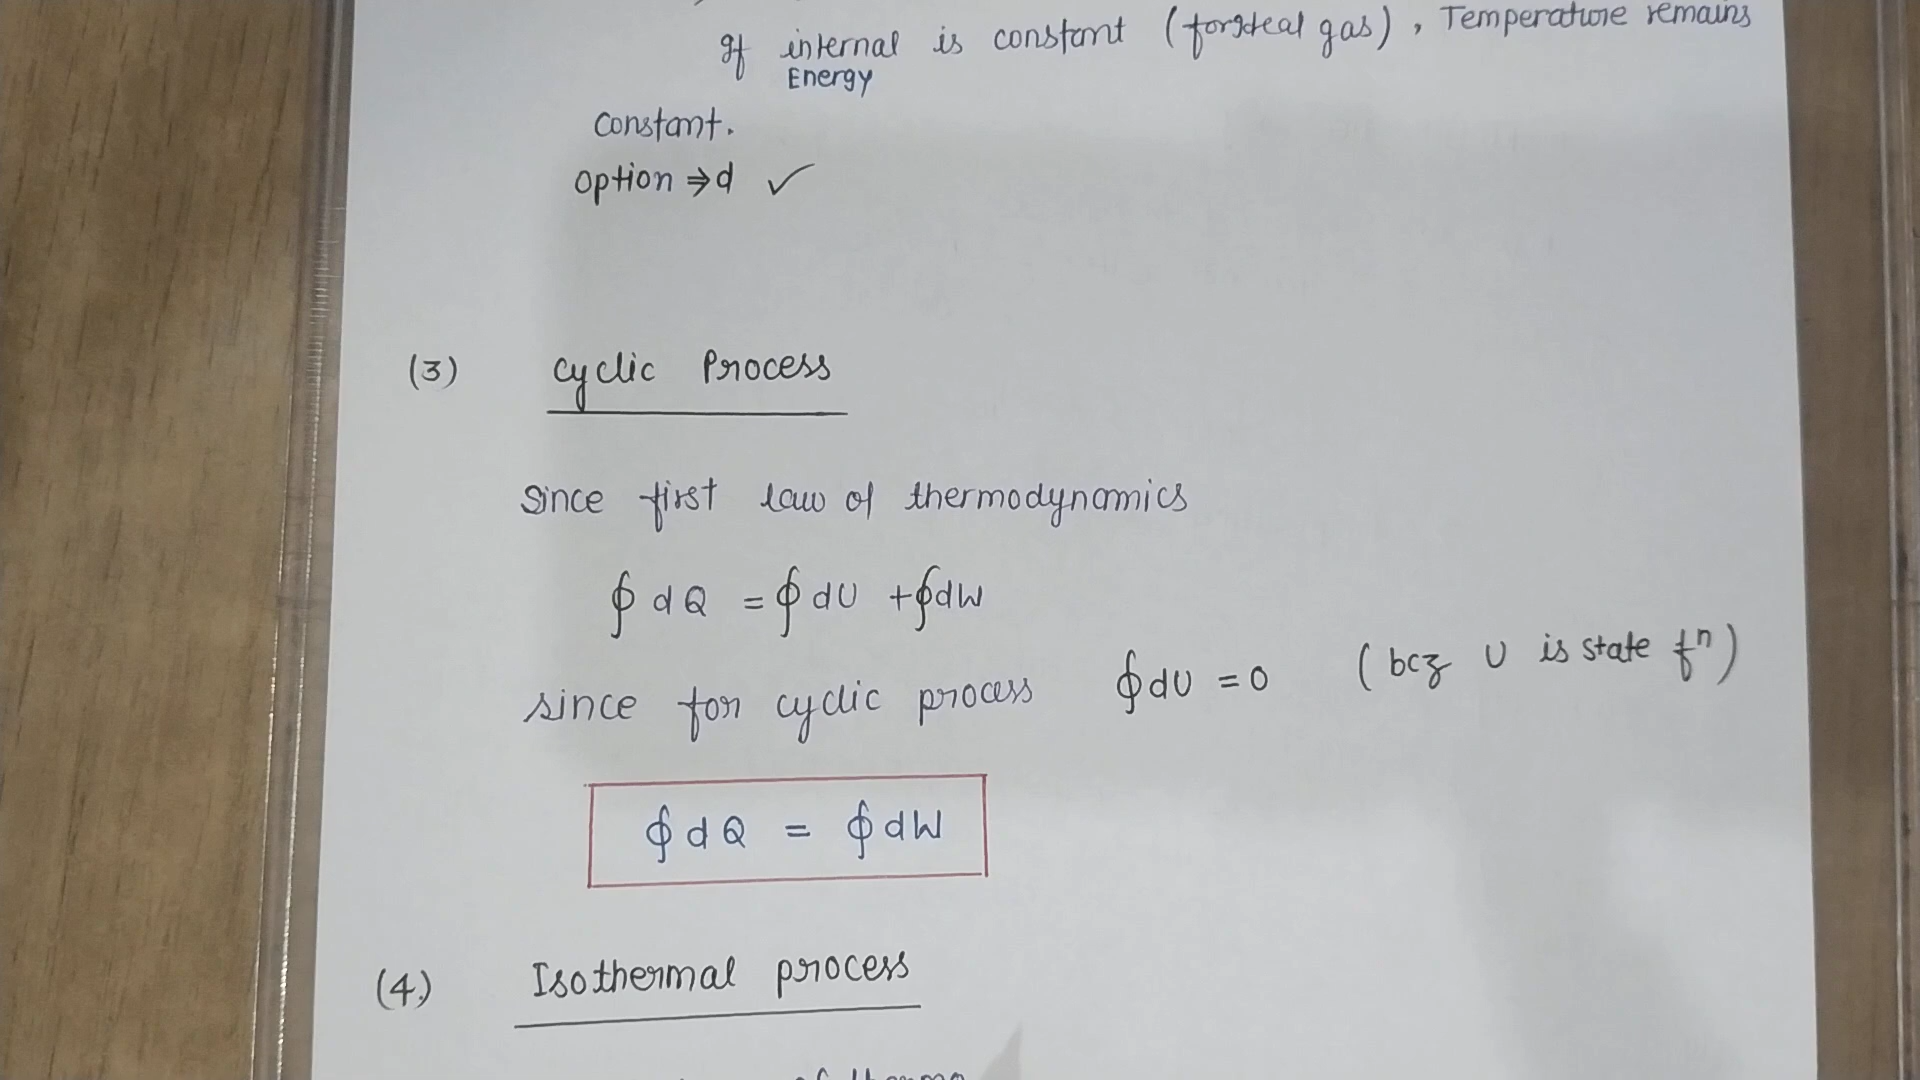 If internal is constant (for ideal gas), Temperature remains
Energy
constant.
option ⇒ d ✓
(3) cyclic Process
Since first law of thermodynamics
∮dQ = ∮dU + ∮dW
since for cyclic process ∮dU = 0 (bcz U is state fⁿ)
∮dQ = ∮dW
(4) Isothermal process